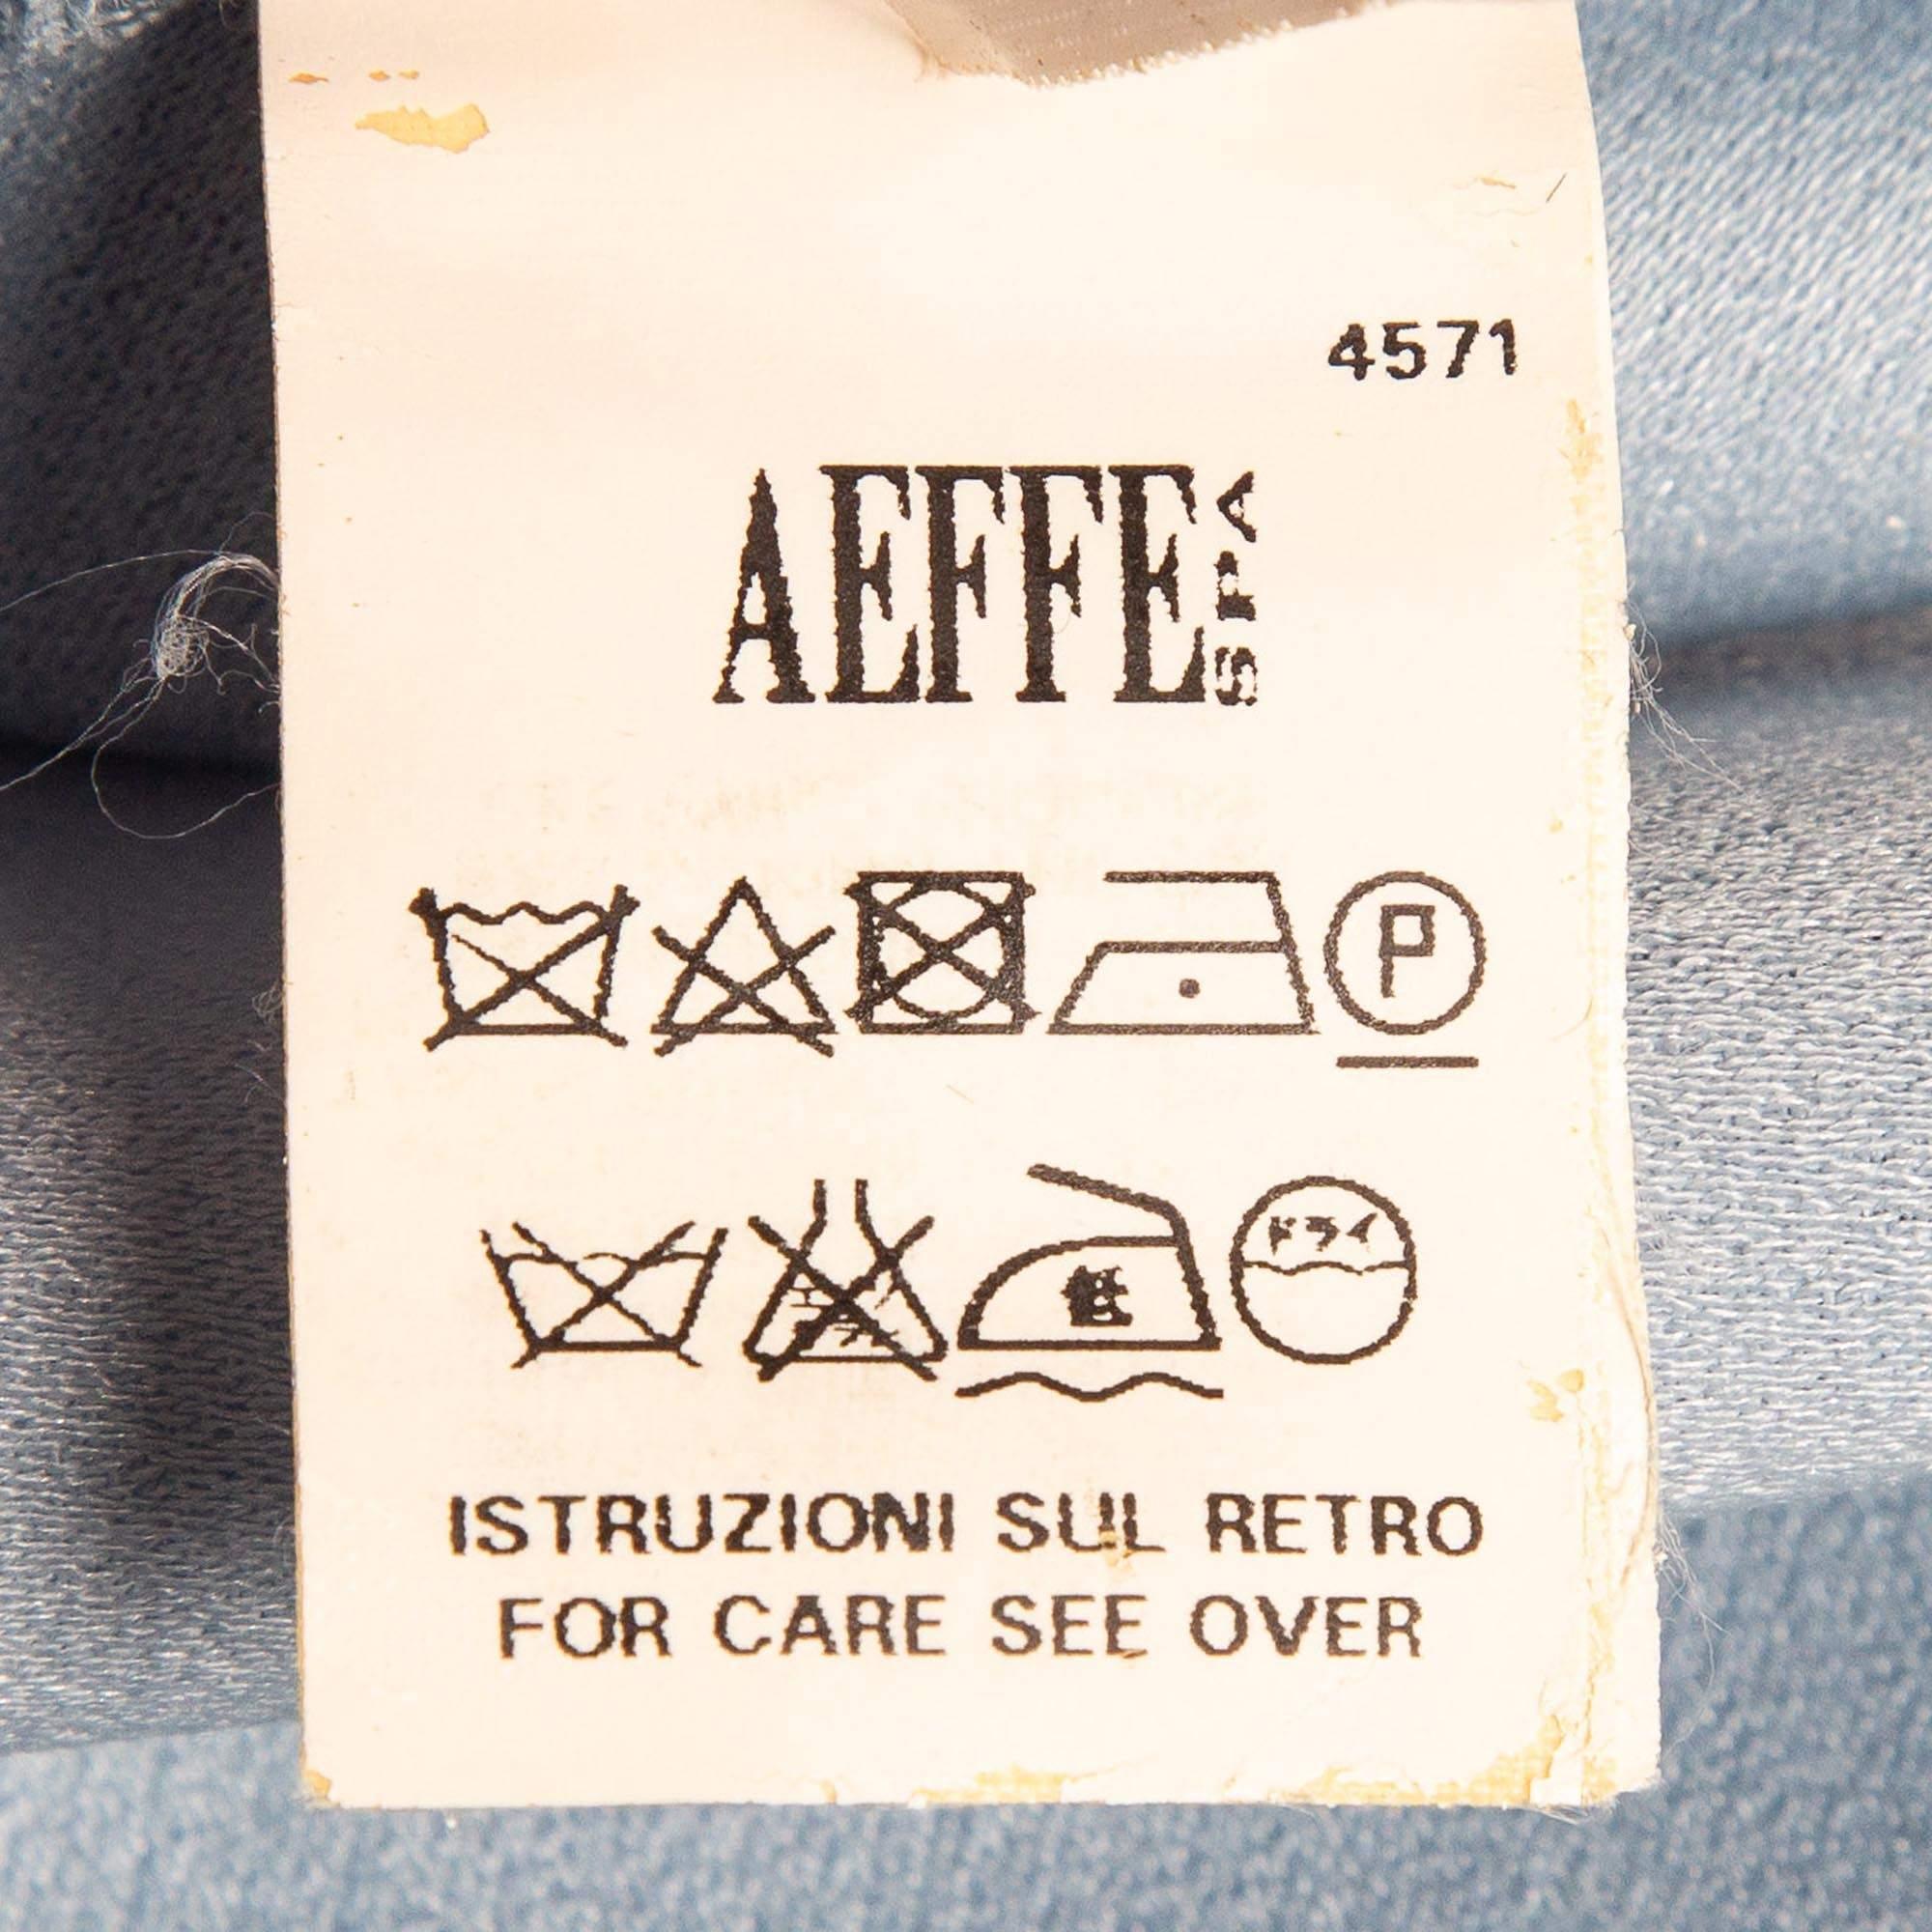 4571
AEFFE SPA
P
ドライ
ISTRUZIONI SUL RETRO
FOR CARE SEE OVER